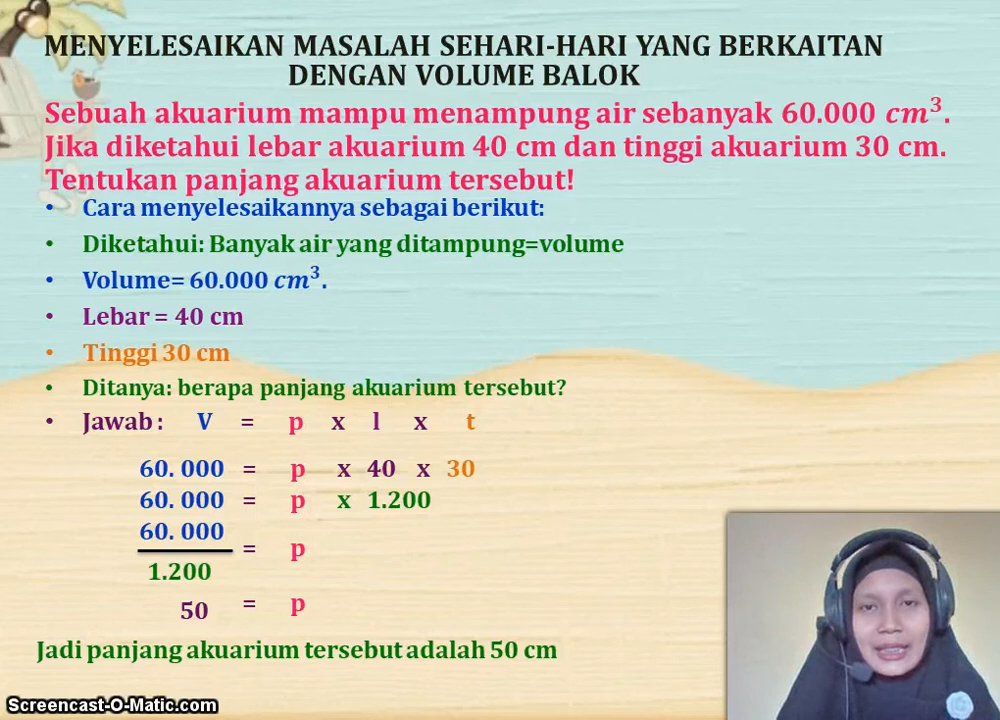 MENYELESAIKAN MASALAH SEHARI-HARI YANG BERKAITAN
DENGAN VOLUME BALOK
Sebuah akuarium mampu menampung air sebanyak 60.000 cm³.
Jika diketahui lebar akuarium 40 cm dan tinggi akuarium 30 cm.
Tentukan panjang akuarium tersebut!
• Cara menyelesaikannya sebagai berikut:
• Diketahui: Banyak air yang ditampung=volume
• Volume= 60.000 cm³.
• Lebar = 40 cm
• Tinggi 30 cm
• Ditanya: berapa panjang akuarium tersebut?
• Jawab : V = p x l x t
60. 000 = p x 40 x 30
60. 000 = p x 1.200
60. 000
= p
1.200
50 = p
Jadi panjang akuarium tersebut adalah 50 cm
Screencast-O-Matic.com